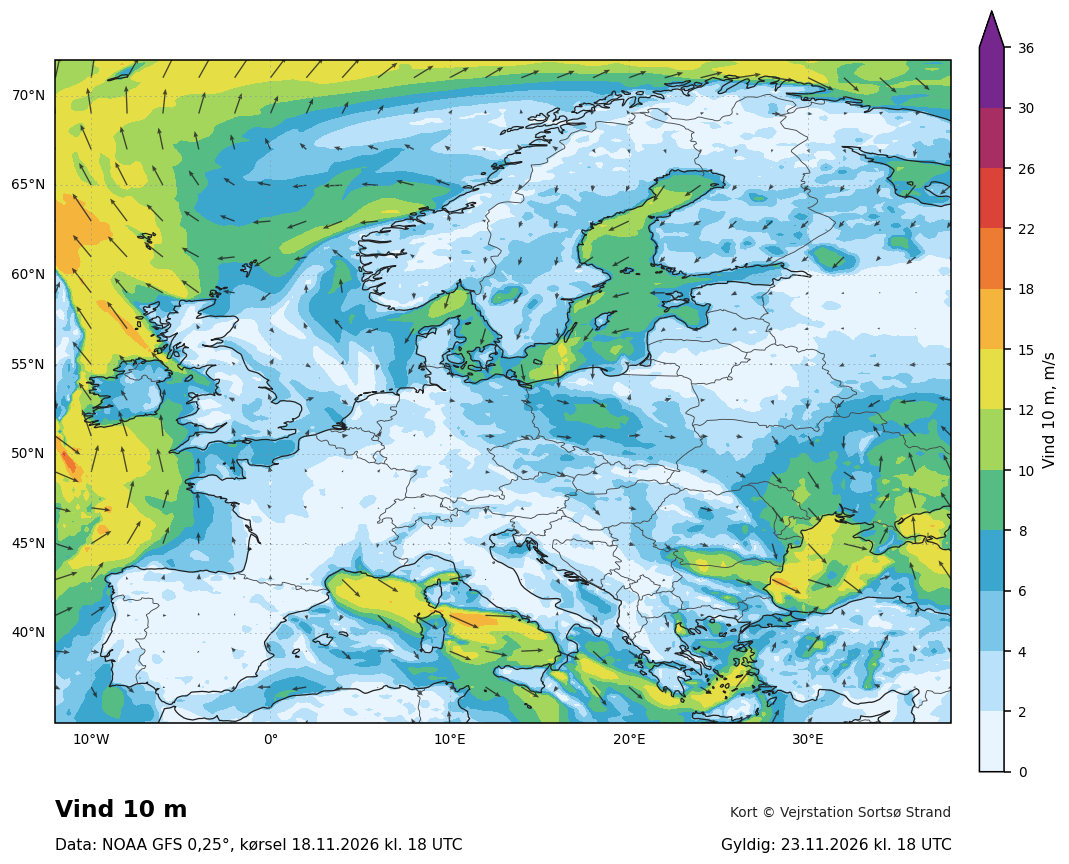 36
30
26
22
18
15
12
10
8
6
4
2
0
Vind 10 m, m/s
70°N
65°N
60°N
55°N
50°N
45°N
40°N
10°W
0°
10°E
20°E
30°E
Vind 10 m
Kort © Vejrstation Sortsø Strand
Data: NOAA GFS 0,25°, kørsel 18.11.2026 kl. 18 UTC
Gyldig: 23.11.2026 kl. 18 UTC